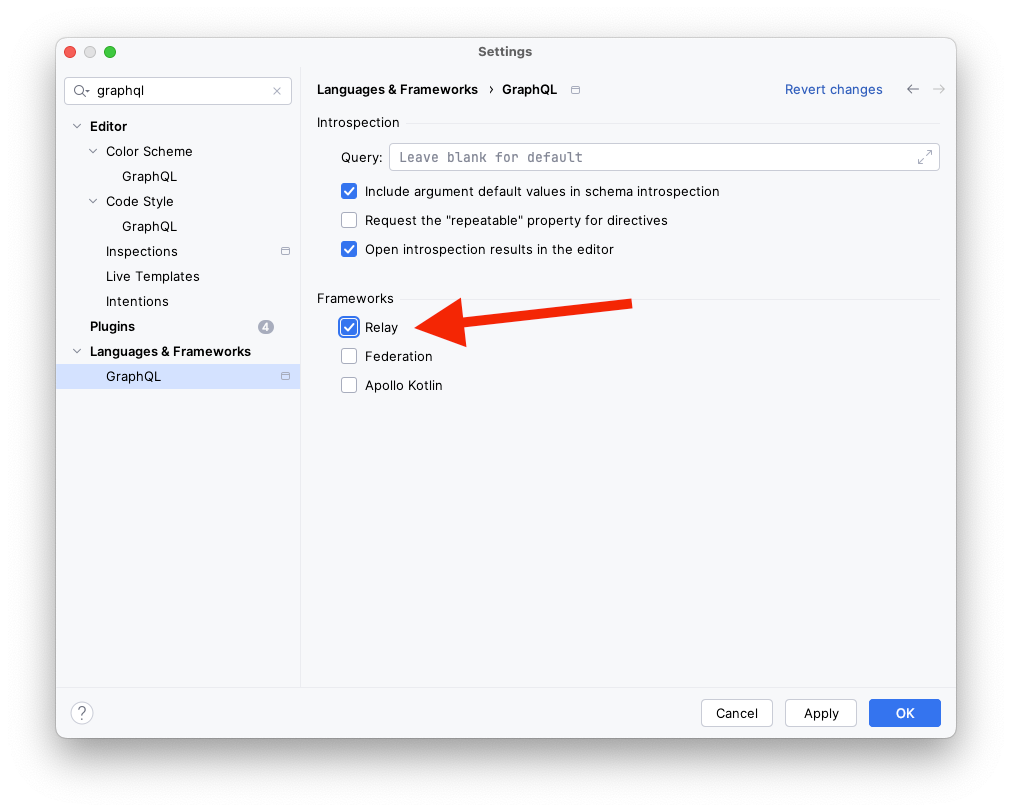 Settings
graphql
Editor
Color Scheme
GraphQL
Code Style
GraphQL
Inspections
Live Templates
Intentions
Plugins 4
Languages & Frameworks
GraphQL
Languages & Frameworks › GraphQL Revert changes
Introspection
Query: Leave blank for default
Include argument default values in schema introspection
Request the "repeatable" property for directives
Open introspection results in the editor
Frameworks
Relay
Federation
Apollo Kotlin
? Cancel Apply OK